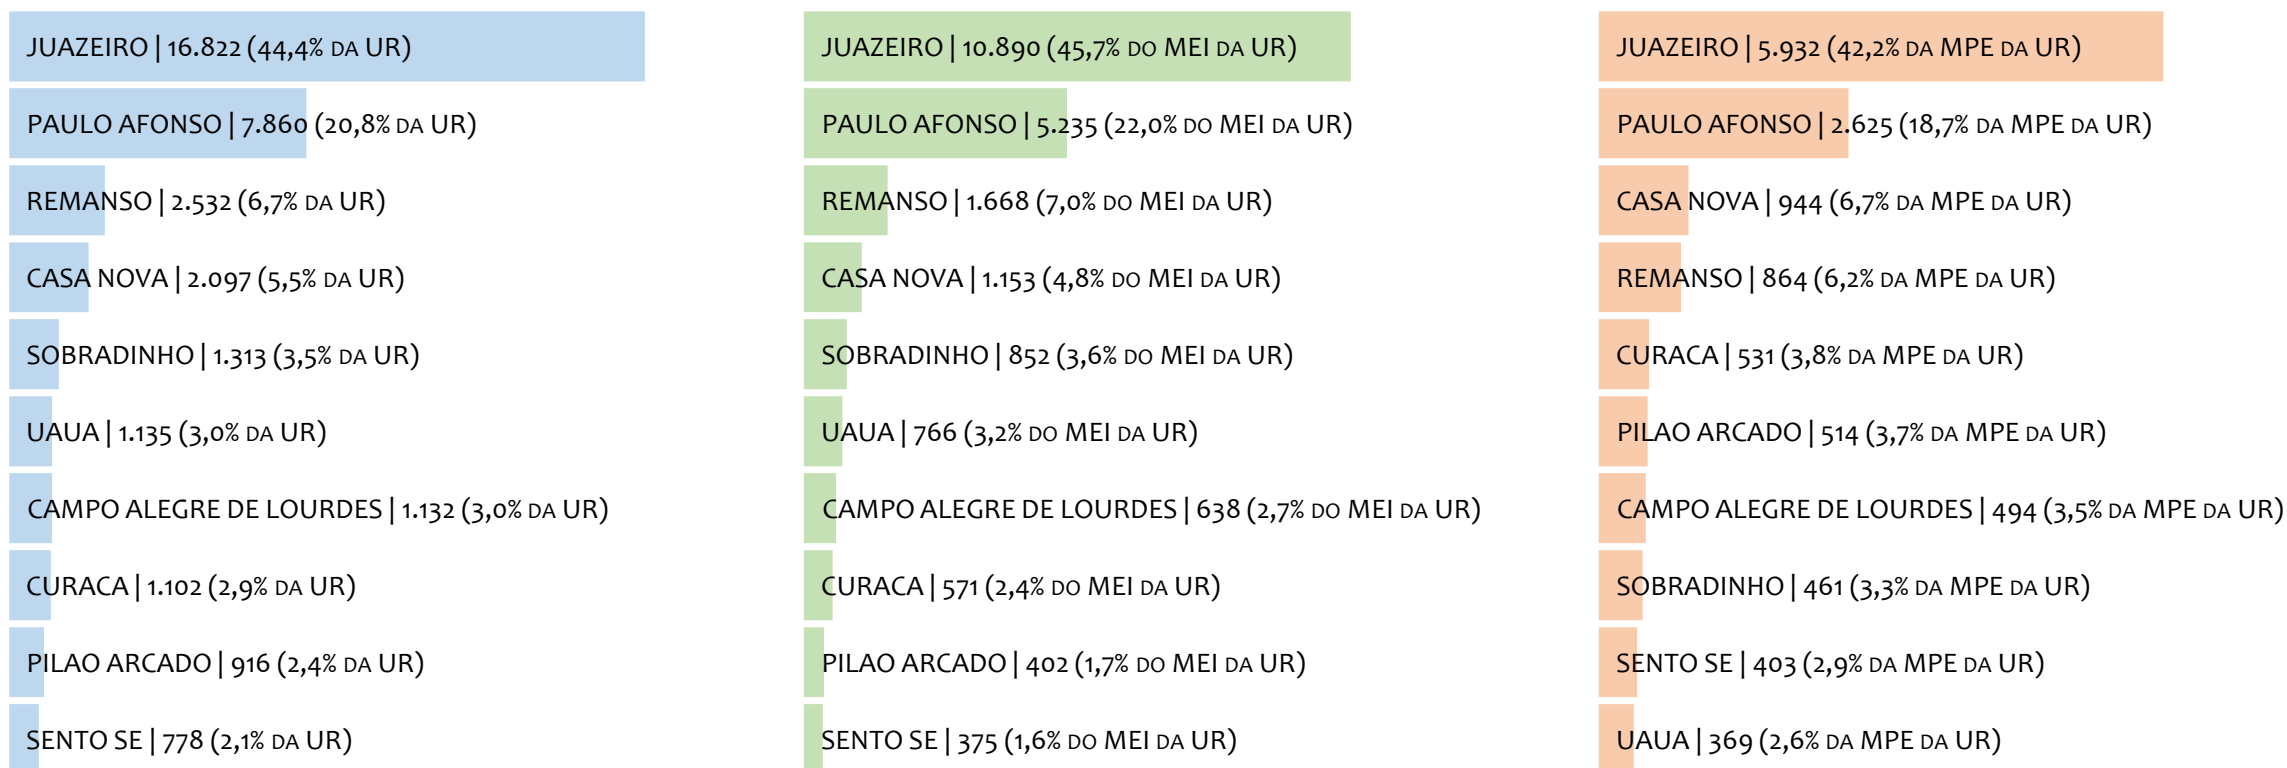 JUAZEIRO | 16.822 (44,4% DA UR)
PAULO AFONSO | 7.860 (20,8% DA UR)
REMANSO | 2.532 (6,7% DA UR)
CASA NOVA | 2.097 (5,5% DA UR)
SOBRADINHO | 1.313 (3,5% DA UR)
UAUA | 1.135 (3,0% DA UR)
CAMPO ALEGRE DE LOURDES | 1.132 (3,0% DA UR)
CURACA | 1.102 (2,9% DA UR)
PILAO ARCADO | 916 (2,4% DA UR)
SENTO SE | 778 (2,1% DA UR)
JUAZEIRO | 10.890 (45,7% DO MEI DA UR)
PAULO AFONSO | 5.235 (22,0% DO MEI DA UR)
REMANSO | 1.668 (7,0% DO MEI DA UR)
CASA NOVA | 1.153 (4,8% DO MEI DA UR)
SOBRADINHO | 852 (3,6% DO MEI DA UR)
UAUA | 766 (3,2% DO MEI DA UR)
CAMPO ALEGRE DE LOURDES | 638 (2,7% DO MEI DA UR)
CURACA | 571 (2,4% DO MEI DA UR)
PILAO ARCADO | 402 (1,7% DO MEI DA UR)
SENTO SE | 375 (1,6% DO MEI DA UR)
JUAZEIRO | 5.932 (42,2% DA MPE DA UR)
PAULO AFONSO | 2.625 (18,7% DA MPE DA UR)
CASA NOVA | 944 (6,7% DA MPE DA UR)
REMANSO | 864 (6,2% DA MPE DA UR)
CURACA | 531 (3,8% DA MPE DA UR)
PILAO ARCADO | 514 (3,7% DA MPE DA UR)
CAMPO ALEGRE DE LOURDES | 494 (3,5% DA MPE DA UR)
SOBRADINHO | 461 (3,3% DA MPE DA UR)
SENTO SE | 403 (2,9% DA MPE DA UR)
UAUA | 369 (2,6% DA MPE DA UR)